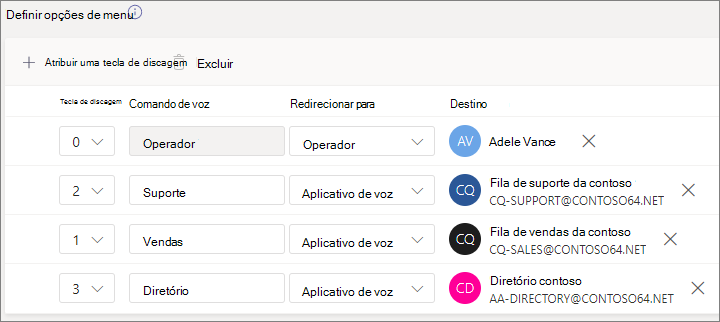 Definir opções de menu
Atribuir uma tecla de discagem Excluir
Tecla de discagem Comando de voz Redirecionar para Destino
0 Operador Operador AV Adele Vance
2 Suporte Aplicativo de voz CQ Fila de suporte da contoso
CQ-SUPPORT@CONTOSO64.NET
1 Vendas Aplicativo de voz CQ Fila de vendas da contoso
CQ-SALES@CONTOSO64.NET
3 Diretório Aplicativo de voz CD Diretório contoso
AA-DIRECTORY@CONTOSO64.NET